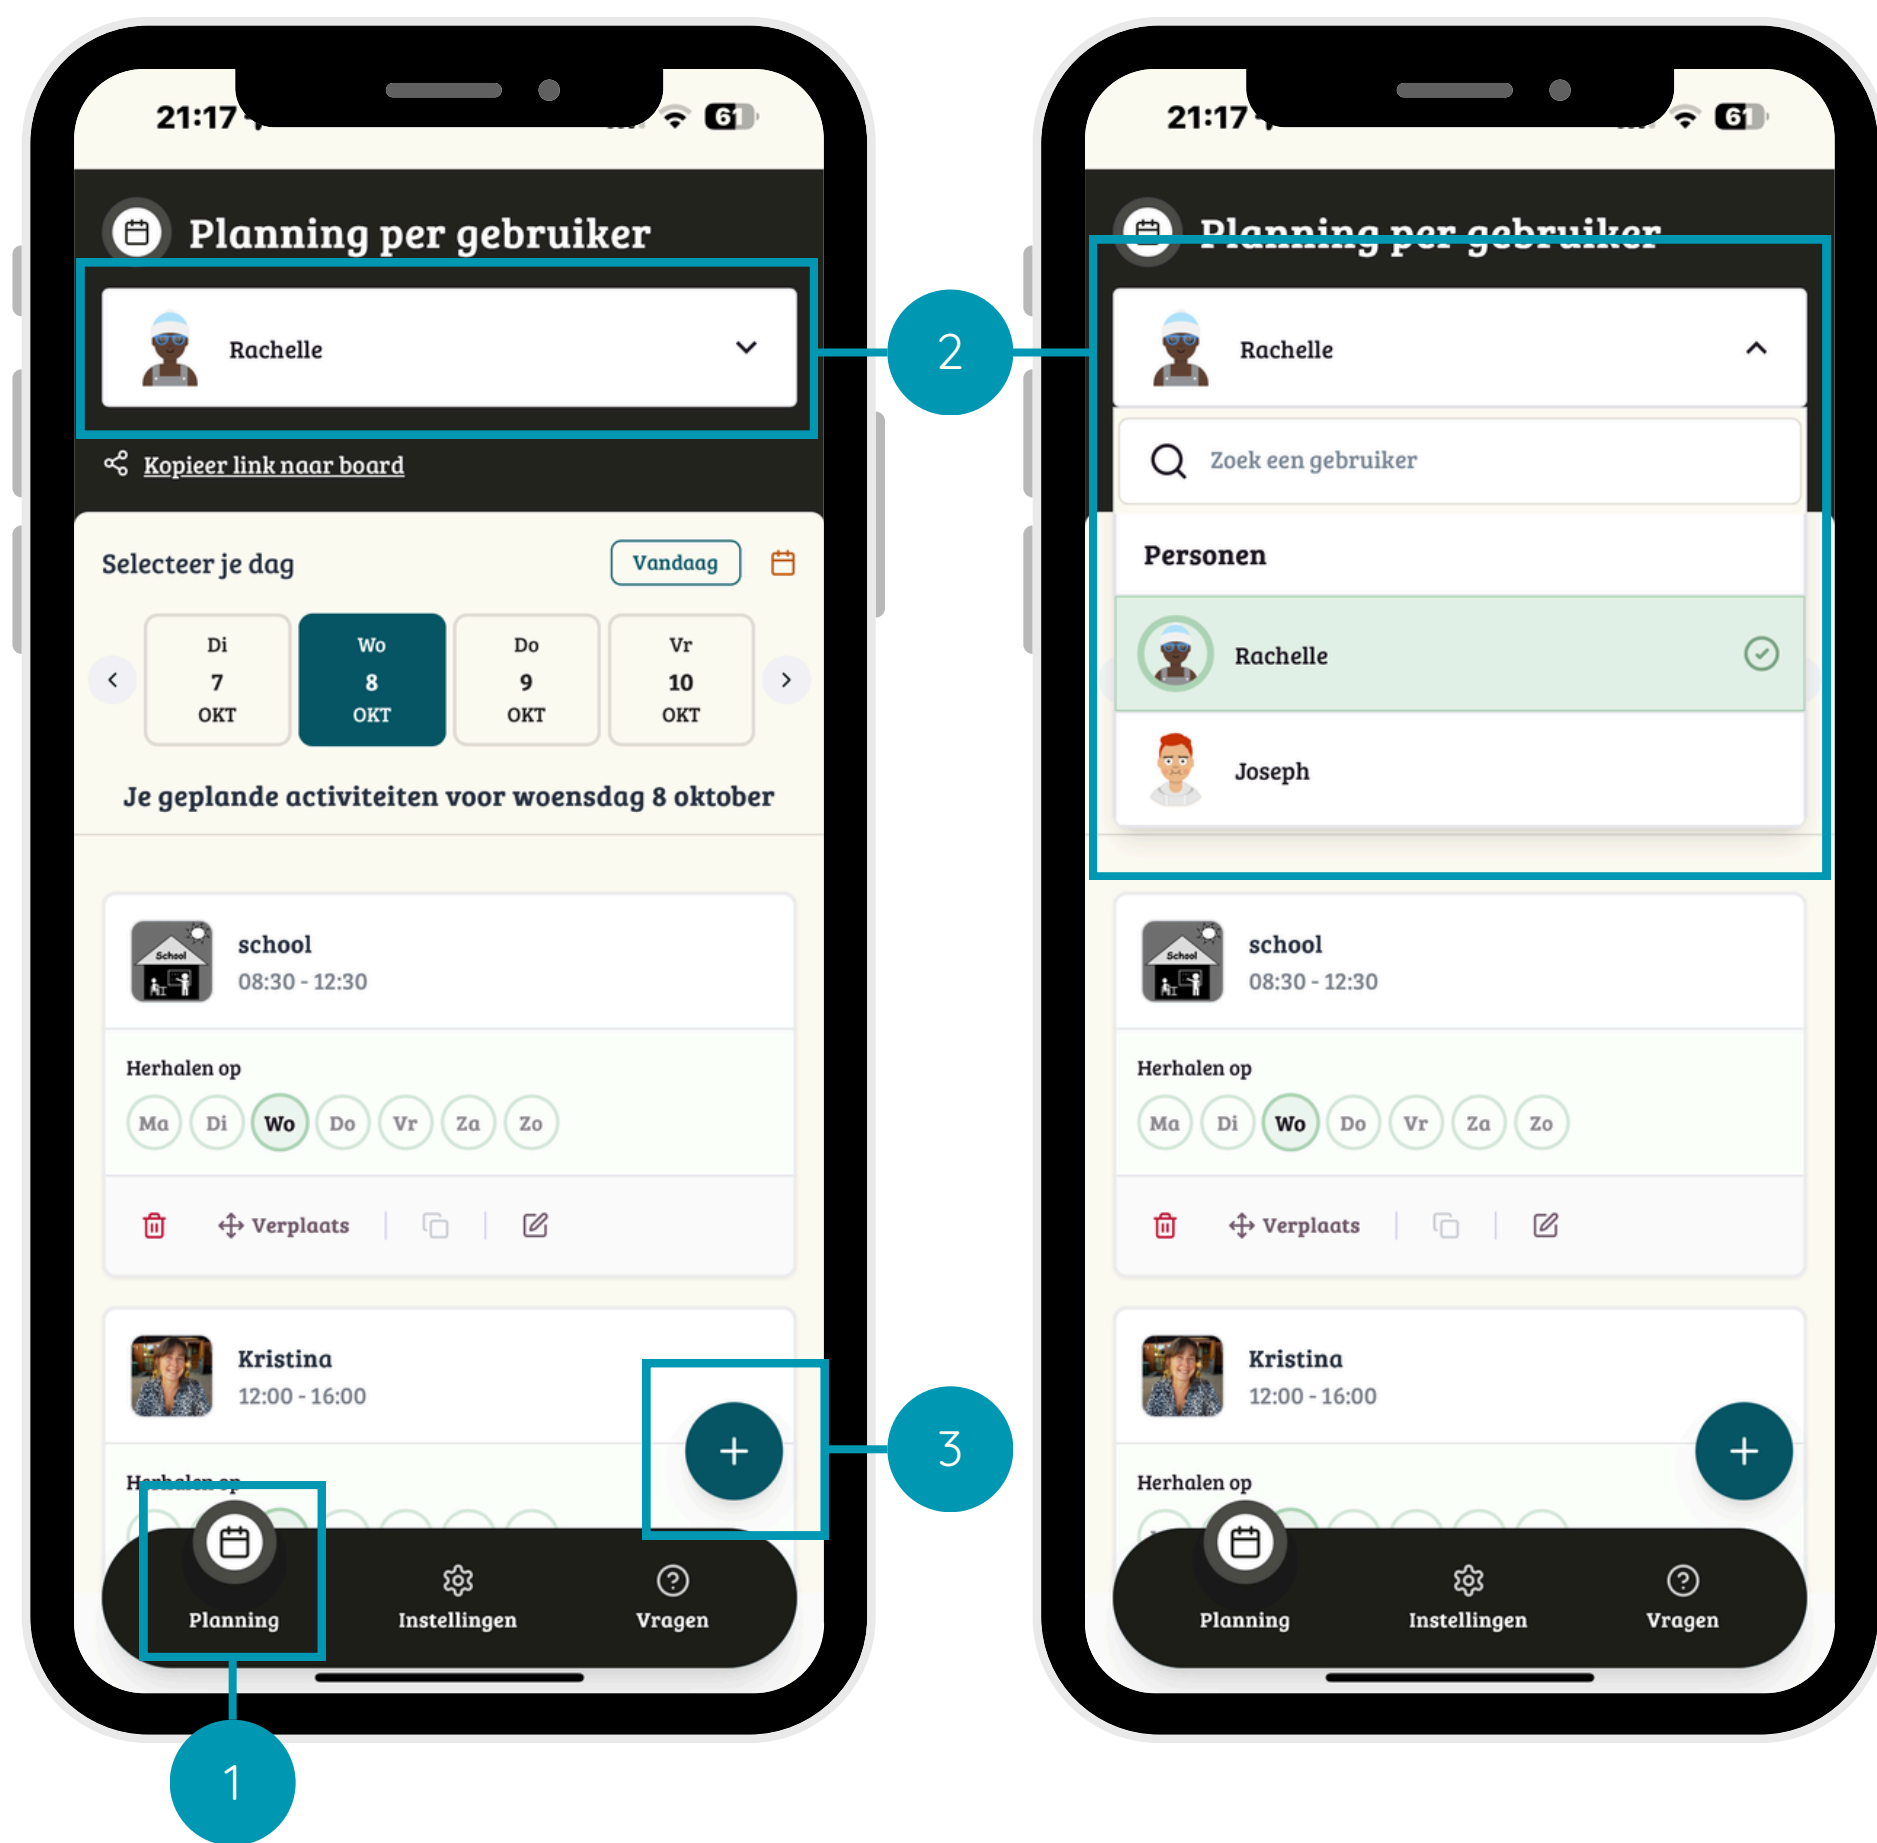 21:17
61
Planning per gebruiker
Rachelle
Kopieer link naar board
Selecteer je dag
Vandaag
Di
7
OKT
Wo
8
OKT
Do
9
OKT
Vr
10
OKT
Je geplande activiteiten voor woensdag 8 oktober
School
school
08:30 - 12:30
Herhalen op
Ma Di Wo Do Vr Za Zo
Verplaats
Kristina
12:00 - 16:00
Herhalen op
Planning
Instellingen
Vragen
1
2
3
21:17
61
Planning per gebruiker
Rachelle
Zoek een gebruiker
Personen
Rachelle
Joseph
School
school
08:30 - 12:30
Herhalen op
Ma Di Wo Do Vr Za Zo
Verplaats
Kristina
12:00 - 16:00
Herhalen op
Planning
Instellingen
Vragen